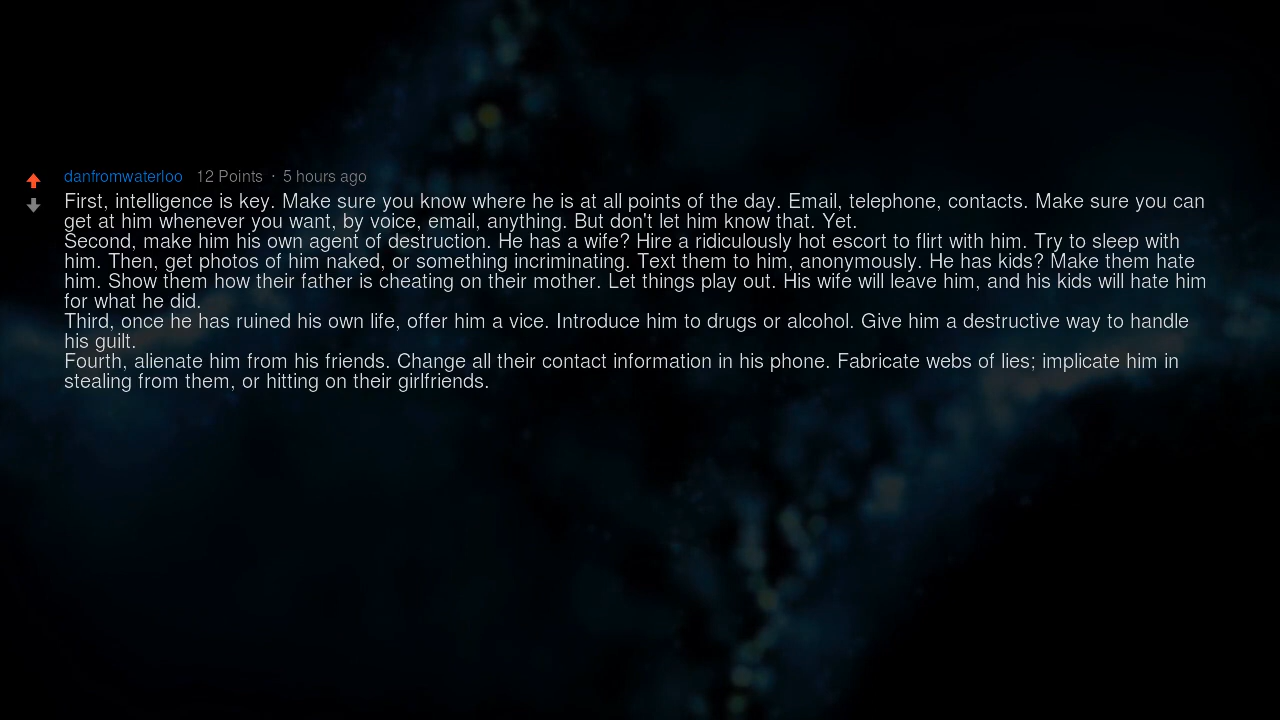 danfromwaterloo 12 Points · 5 hours ago
First, intelligence is key. Make sure you know where he is at all points of the day. Email, telephone, contacts. Make sure you can
get at him whenever you want, by voice, email, anything. But don't let him know that. Yet.
Second, make him his own agent of destruction. He has a wife? Hire a ridiculously hot escort to flirt with him. Try to sleep with
him. Then, get photos of him naked, or something incriminating. Text them to him, anonymously. He has kids? Make them hate
him. Show them how their father is cheating on their mother. Let things play out. His wife will leave him, and his kids will hate him
for what he did.
Third, once he has ruined his own life, offer him a vice. Introduce him to drugs or alcohol. Give him a destructive way to handle
his guilt.
Fourth, alienate him from his friends. Change all their contact information in his phone. Fabricate webs of lies; implicate him in
stealing from them, or hitting on their girlfriends.